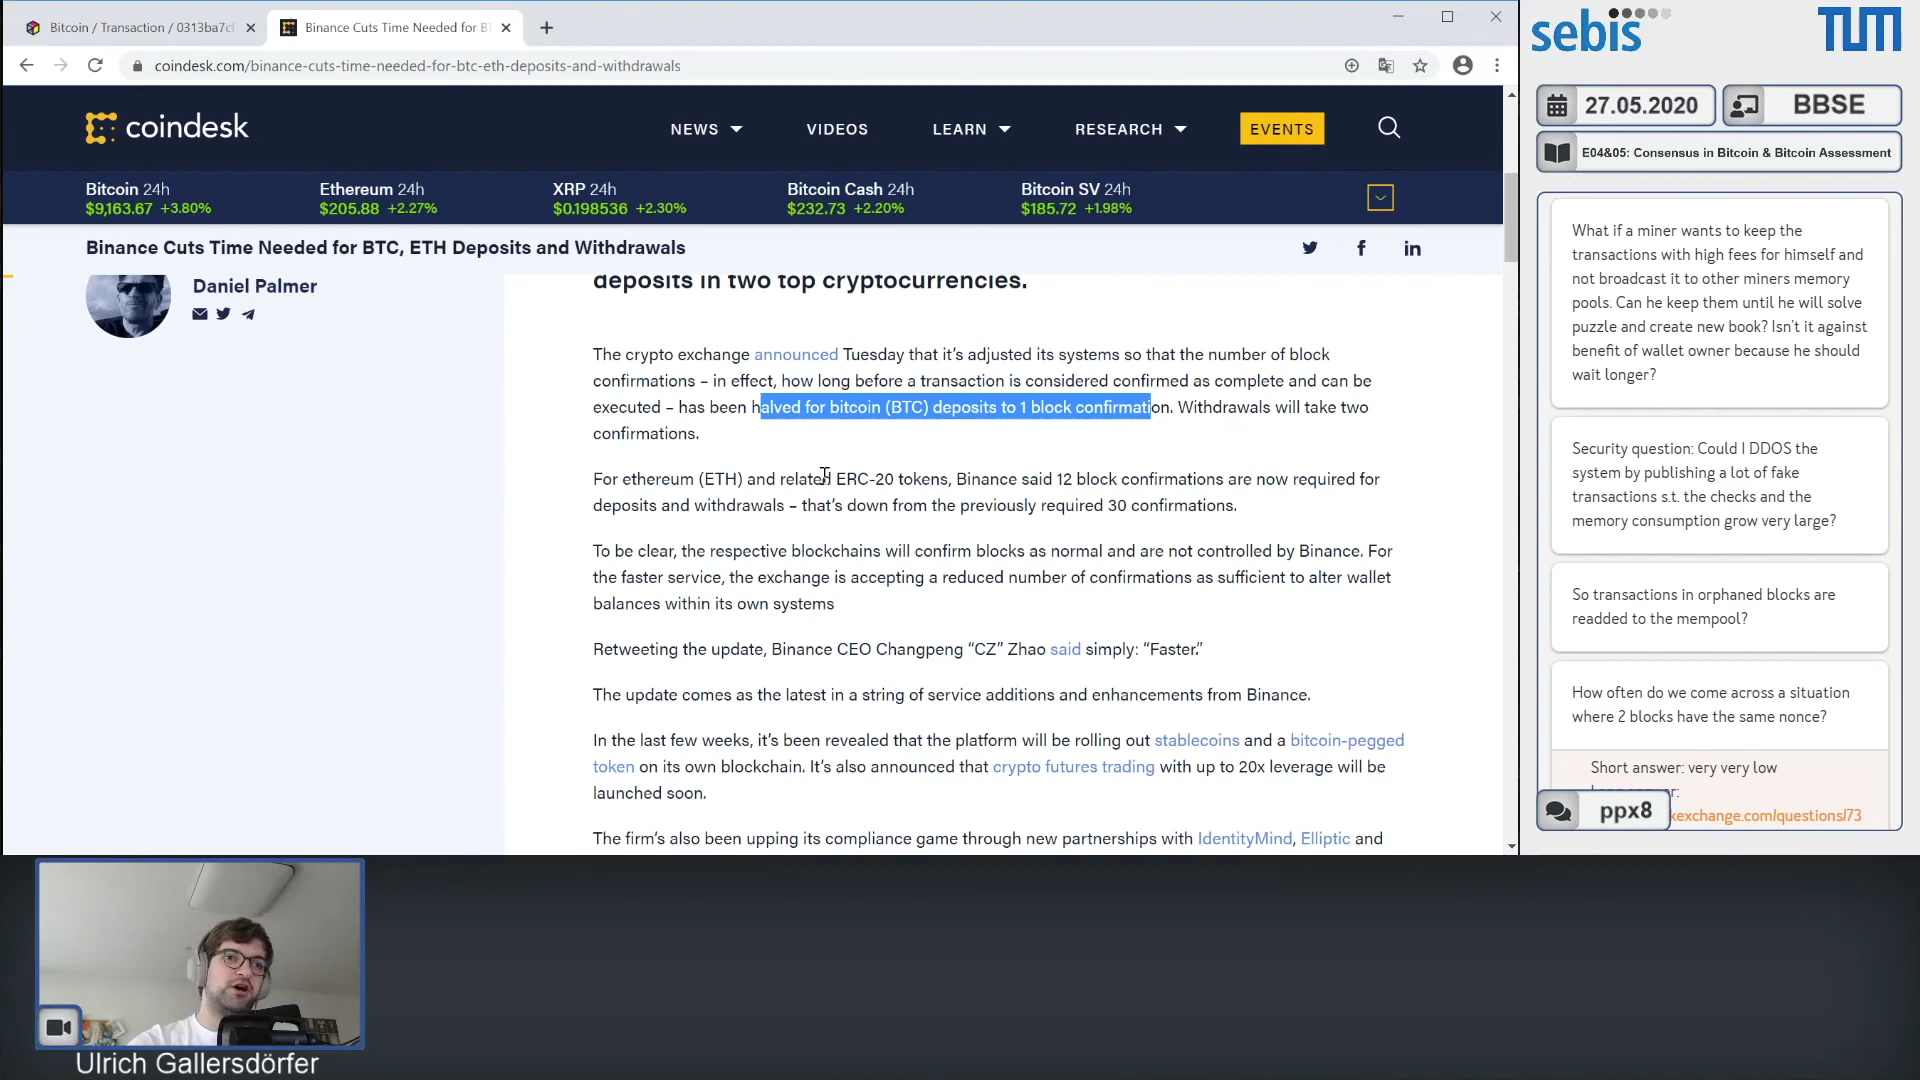 Bitcoin / Transaction / 0313ba7cf
Binance Cuts Time Needed for BT
coindesk.com/binance-cuts-time-needed-for-btc-eth-deposits-and-withdrawals
coindesk
NEWS
VIDEOS
LEARN
RESEARCH
EVENTS
Bitcoin 24h
$9,163.67 +3.80%
Ethereum 24h
$205.88 +2.27%
XRP 24h
$0.198536 +2.30%
Bitcoin Cash 24h
$232.73 +2.20%
Bitcoin SV 24h
$185.72 +1.98%
Binance Cuts Time Needed for BTC, ETH Deposits and Withdrawals
Daniel Palmer
deposits in two top cryptocurrencies.
The crypto exchange announced Tuesday that it's adjusted its systems so that the number of block
confirmations – in effect, how long before a transaction is considered confirmed as complete and can be
executed – has been halved for bitcoin (BTC) deposits to 1 block confirmation. Withdrawals will take two
confirmations.
For ethereum (ETH) and related ERC-20 tokens, Binance said 12 block confirmations are now required for
deposits and withdrawals – that's down from the previously required 30 confirmations.
To be clear, the respective blockchains will confirm blocks as normal and are not controlled by Binance. For
the faster service, the exchange is accepting a reduced number of confirmations as sufficient to alter wallet
balances within its own systems
Retweeting the update, Binance CEO Changpeng “CZ” Zhao said simply: “Faster.”
The update comes as the latest in a string of service additions and enhancements from Binance.
In the last few weeks, it's been revealed that the platform will be rolling out stablecoins and a bitcoin-pegged
token on its own blockchain. It's also announced that crypto futures trading with up to 20x leverage will be
launched soon.
The firm's also been upping its compliance game through new partnerships with IdentityMind, Elliptic and
sebis
TUM
27.05.2020
BBSE
E04&05: Consensus in Bitcoin & Bitcoin Assessment
What if a miner wants to keep the
transactions with high fees for himself and
not broadcast it to other miners memory
pools. Can he keep them until he will solve
puzzle and create new book? Isn't it against
benefit of wallet owner because he should
wait longer?
Security question: Could I DDOS the
system by publishing a lot of fake
transactions s.t. the checks and the
memory consumption grow very large?
So transactions in orphaned blocks are
readded to the mempool?
How often do we come across a situation
where 2 blocks have the same nonce?
Short answer: very very low
kexchange.com/questions/73
ppx8
Ulrich Gallersdörfer